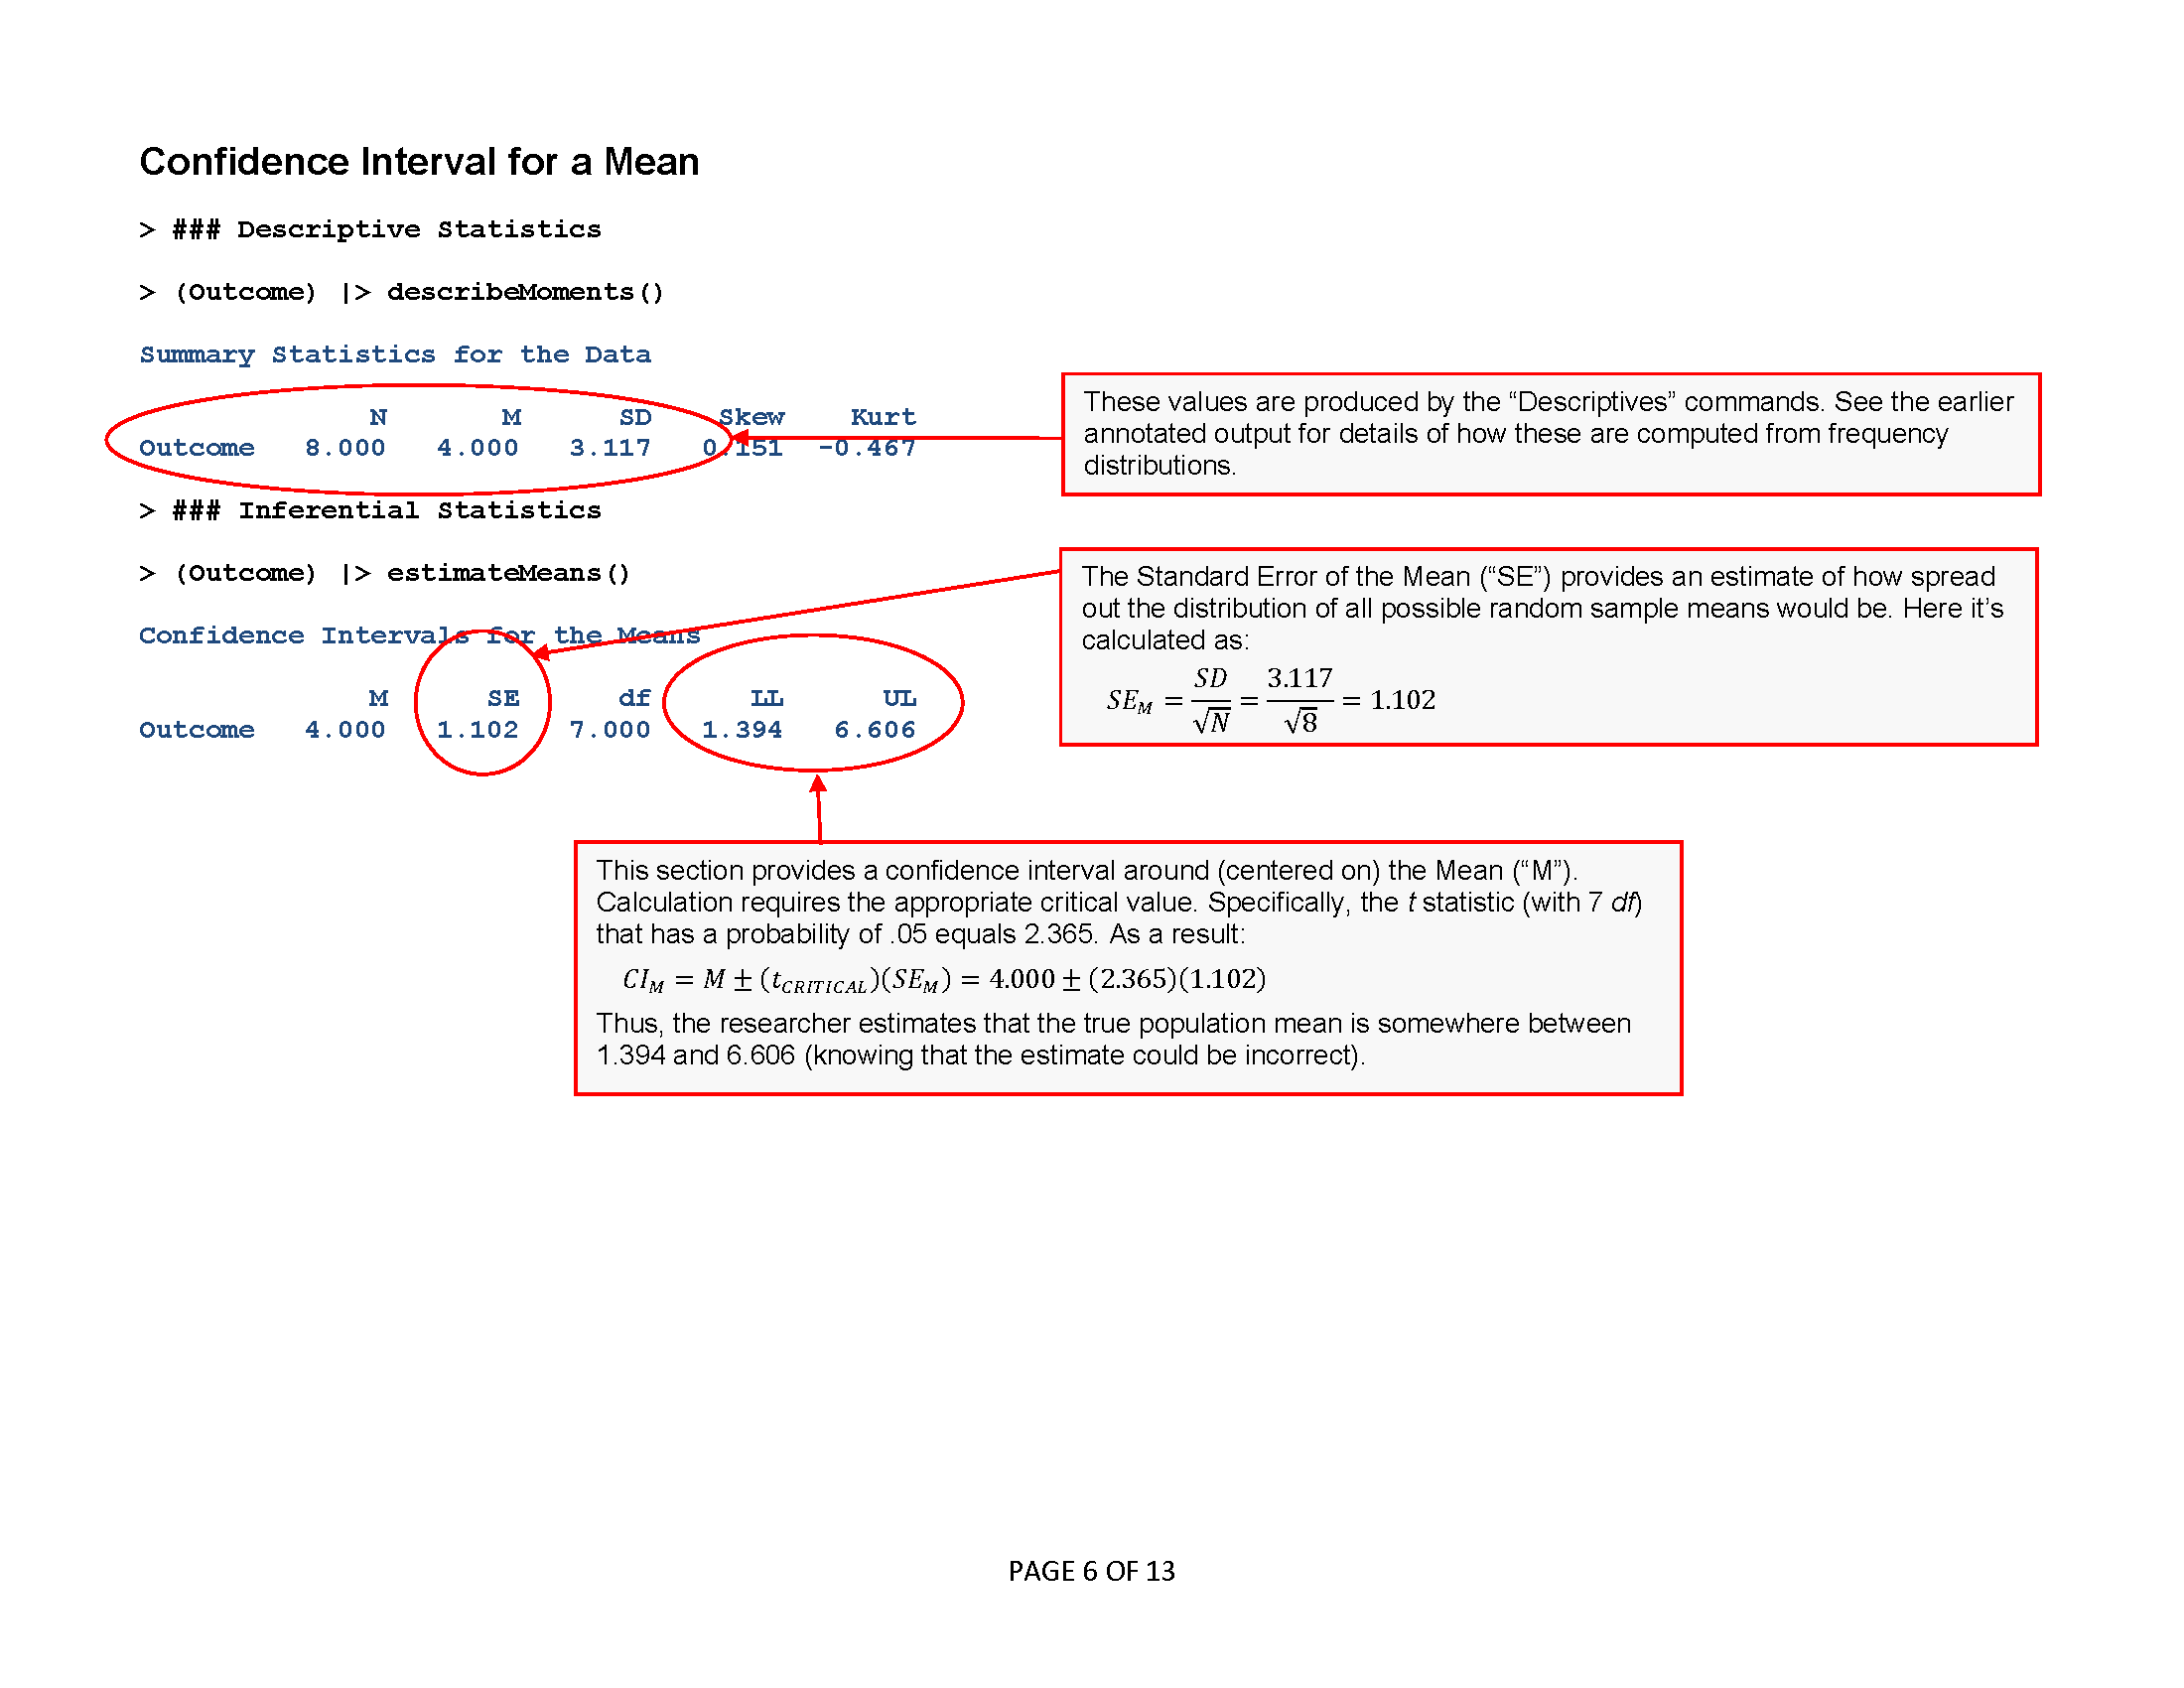 Confidence Interval for a Mean
> ### Descriptive Statistics
> (Outcome) |> describeMoments()
Summary Statistics for the Data
N M SD Skew Kurt
Outcome 8.000 4.000 3.117 0.151 -0.467
These values are produced by the “Descriptives” commands. See the earlier
annotated output for details of how these are computed from frequency
distributions.
> ### Inferential Statistics
> (Outcome) |> estimateMeans()
Confidence Intervals for the Means
M SE df LL UL
Outcome 4.000 1.102 7.000 1.394 6.606
The Standard Error of the Mean (“SE”) provides an estimate of how spread
out the distribution of all possible random sample means would be. Here it’s
calculated as:
SE_M = SD/√N = 3.117/√8 = 1.102
This section provides a confidence interval around (centered on) the Mean (“M”).
Calculation requires the appropriate critical value. Specifically, the t statistic (with 7 df)
that has a probability of .05 equals 2.365. As a result:
CI_M = M ± (t_CRITICAL)(SE_M) = 4.000 ± (2.365)(1.102)
Thus, the researcher estimates that the true population mean is somewhere between
1.394 and 6.606 (knowing that the estimate could be incorrect).
PAGE 6 OF 13